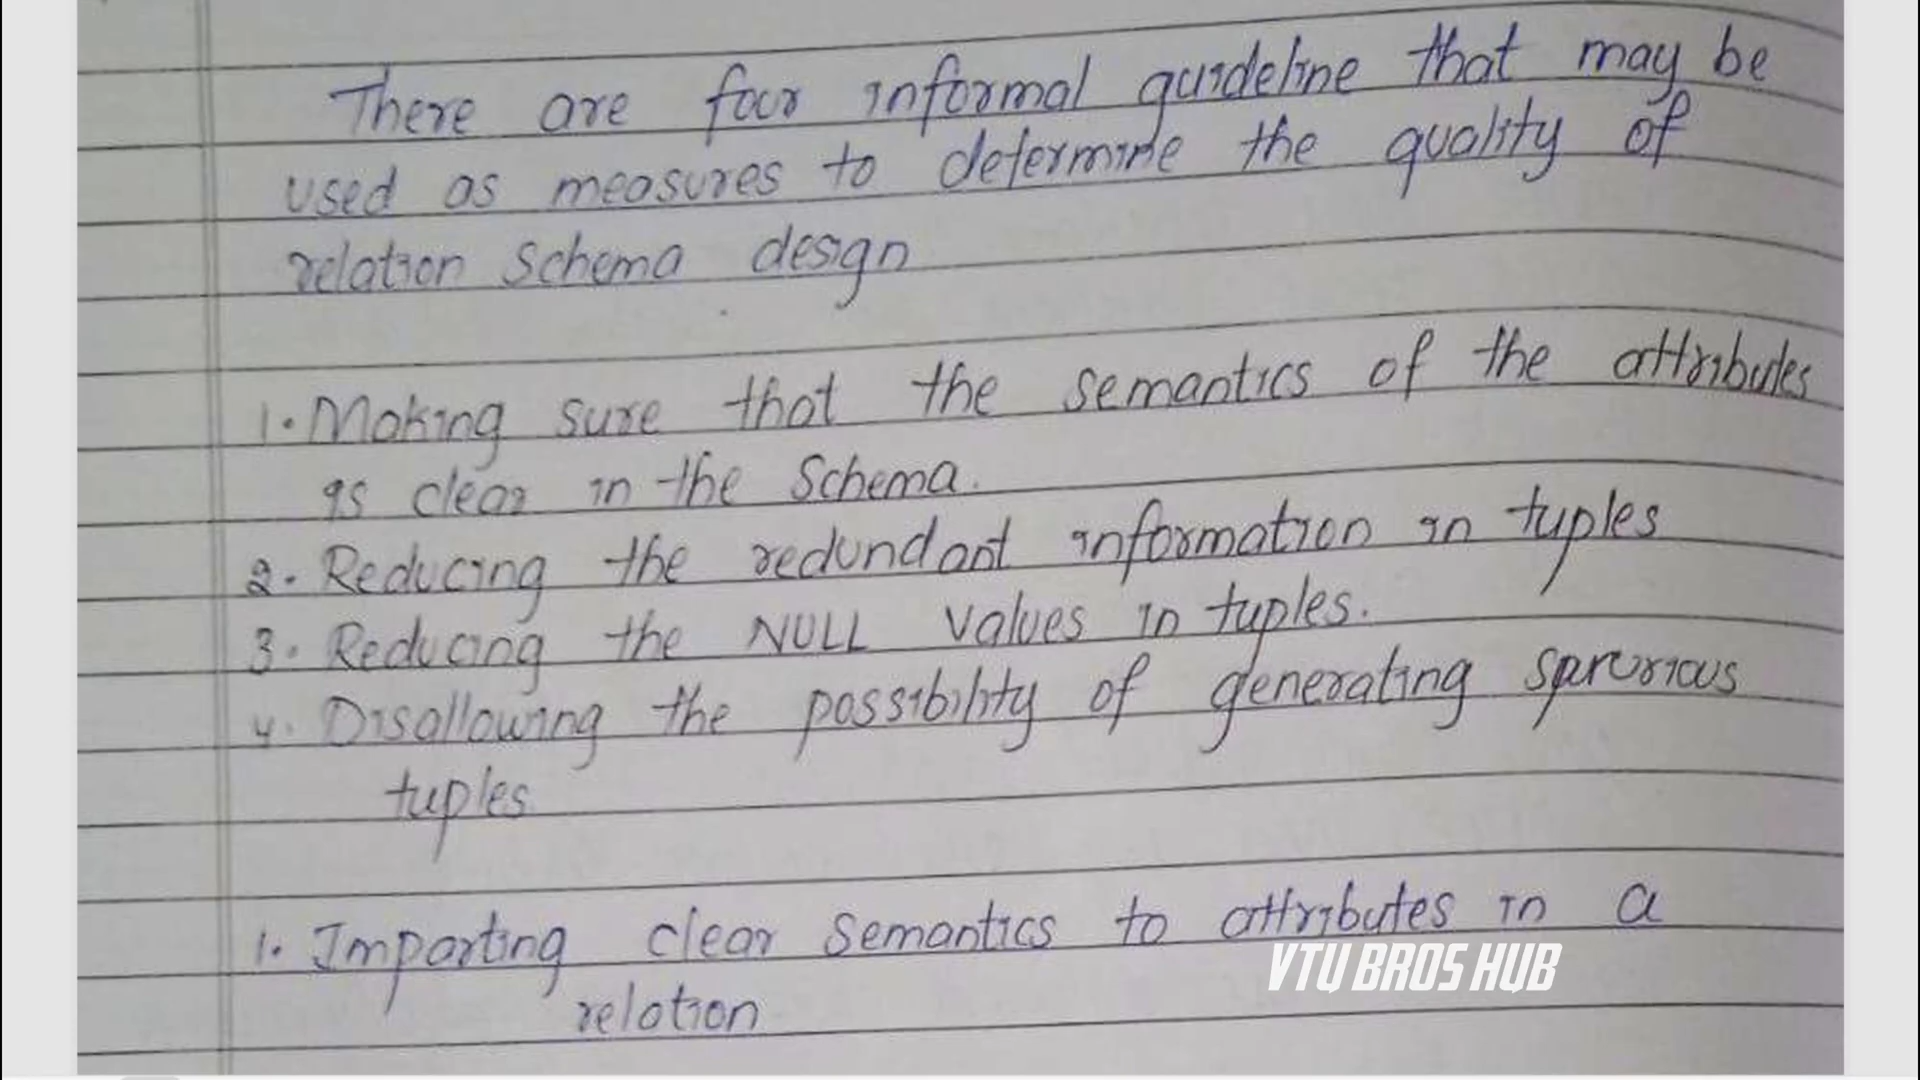 There are four informal guideline that may be
used as measures to determine the quality of
relation Schema design
1. Making sure that the semantics of the attributes
is clear in the Schema.
2. Reducing the redundant information in tuples
3. Reducing the NULL values in tuples.
4. Disallowing the possibility of generating spurious
tuples
1. Imparting clear semantics to attributes in a
relation
VTU BROS HUB